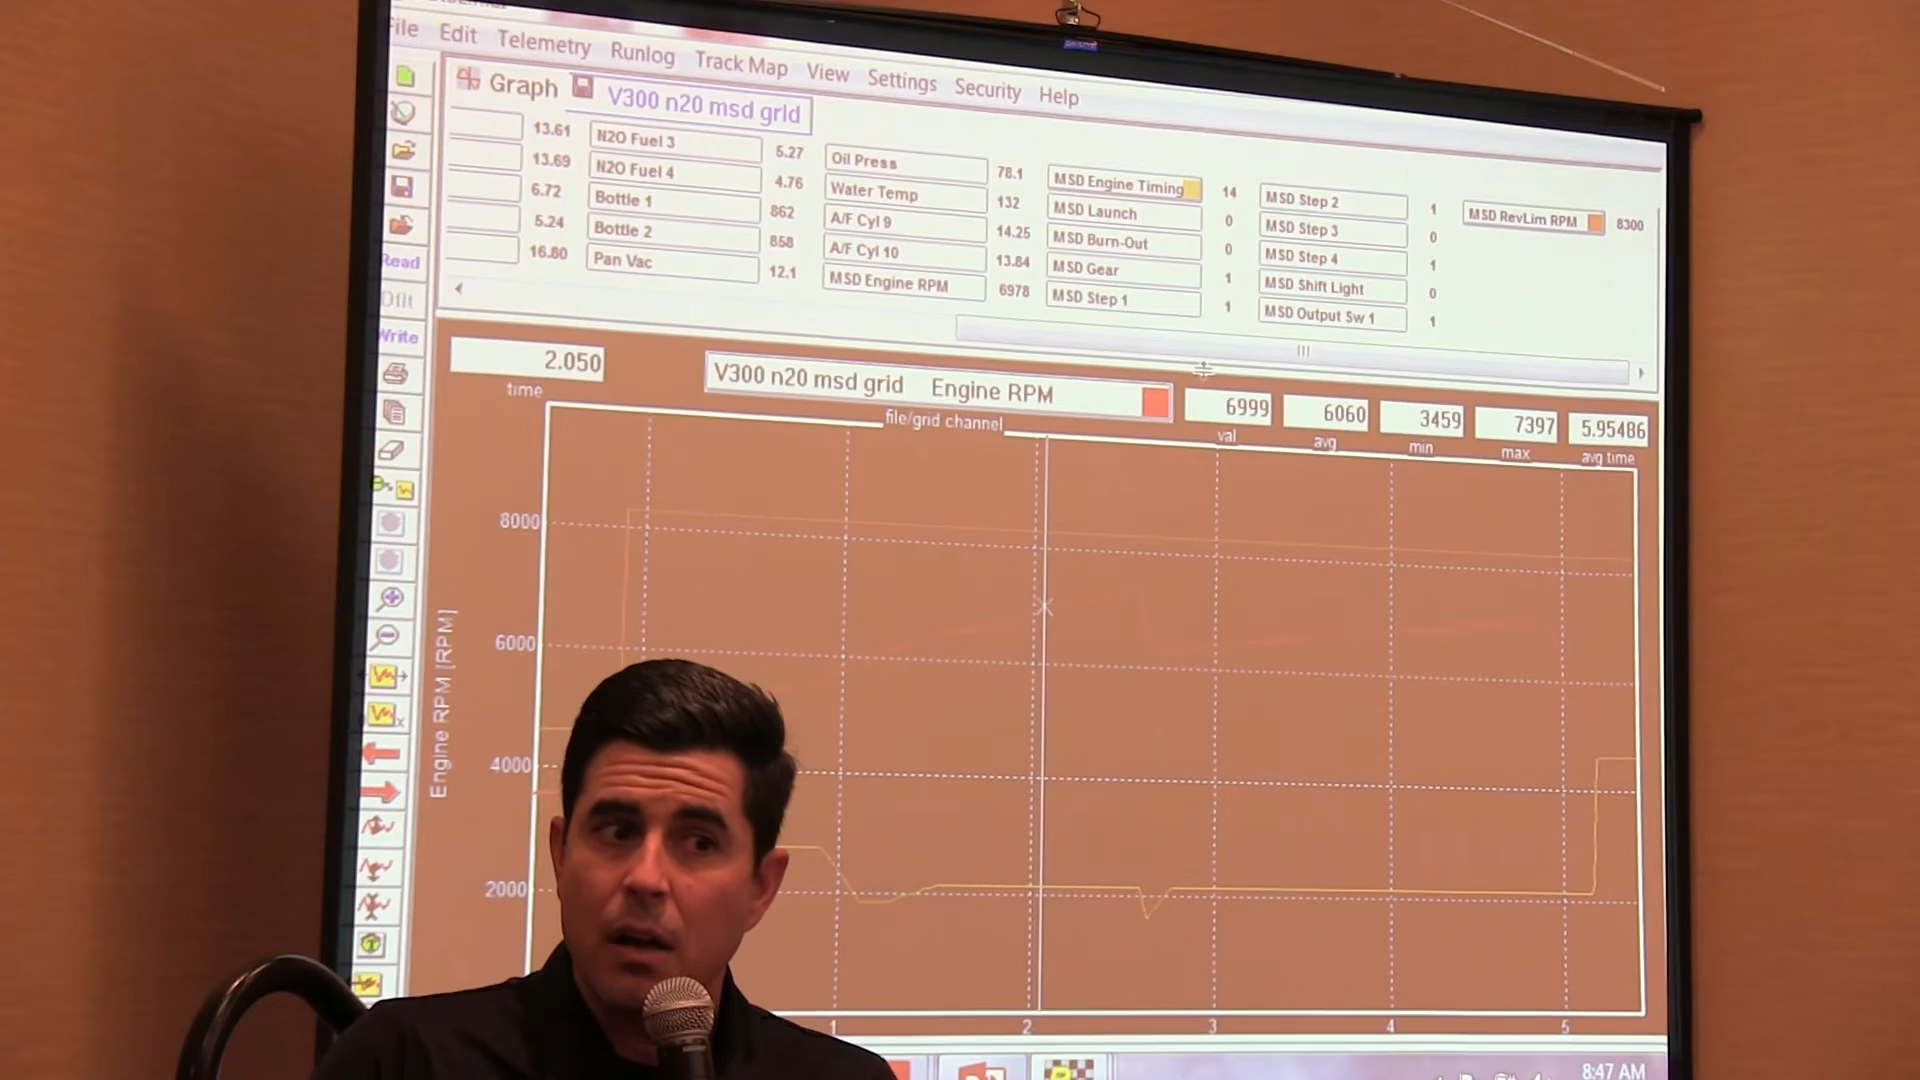 File Edit Telemetry Runlog Track Map View Settings Security Help
Graph V300 n20 msd grid
13.61
13.69
6.72
5.24
16.80
N2O Fuel 3 5.27
N2O Fuel 4 4.76
Bottle 1 862
Bottle 2 858
Pan Vac 12.1
Oil Press 78.1
Water Temp 132
A/F Cyl 9 14.25
A/F Cyl 10 13.84
MSD Engine RPM 6978
MSD Engine Timing 14
MSD Launch 0
MSD Burn-Out 0
MSD Gear 1
MSD Step 1 1
MSD Step 2 1
MSD Step 3 0
MSD Step 4 1
MSD Shift Light 0
MSD Output Sw 1 1
MSD RevLim RPM 8300
Read
Dflt
Write
2.050
time
V300 n20 msd grid Engine RPM
file/grid channel
6999 6060 3459 7397 5.95486
val avg min max avg time
Engine RPM [RPM]
8000
6000
4000
2000
1 2 3 4 5
8:47 AM